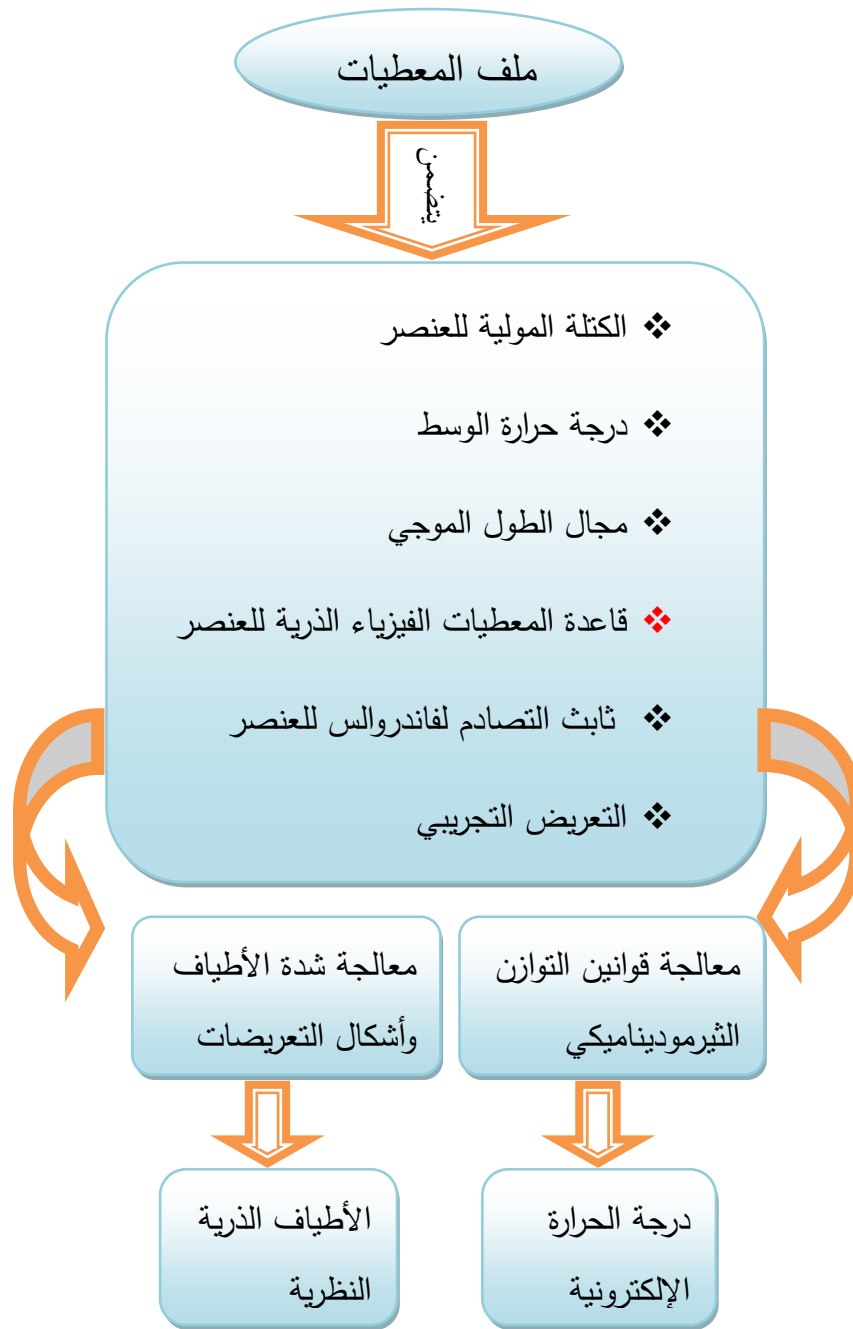 ملف المعطيات
يتضمن
❖ الكتلة المولية للعنصر
❖ درجة حرارة الوسط
❖ مجال الطول الموجي
❖ قاعدة المعطيات الفيزياء الذرية للعنصر
❖ ثابث التصادم لفاندروالس للعنصر
❖ التعريض التجريبي
معالجة قوانين التوازن
الثيرموديناميكي
معالجة شدة الأطياف
وأشكال التعريضات
درجة الحرارة
الإلكترونية
الأطياف الذرية
النظرية